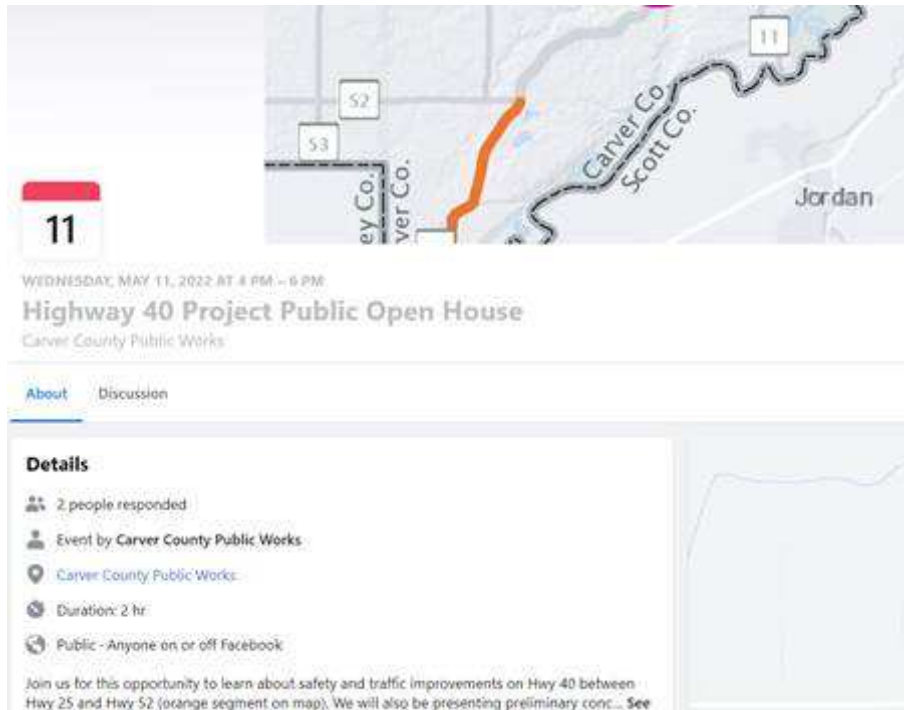 11
52
53
Carver Co.
Scott Co.
ey Co.
ver Co.
Jordan
11
WEDNESDAY, MAY 11, 2022 AT 4 PM – 6 PM
Highway 40 Project Public Open House
Carver County Public Works
About Discussion
Details
2 people responded
Event by Carver County Public Works
Carver County Public Works
Duration: 2 hr
Public - Anyone on or off Facebook
Join us for this opportunity to learn about safety and traffic improvements on Hwy 40 between
Hwy 25 and Hwy 52 (orange segment on map). We will also be presenting preliminary conc... See